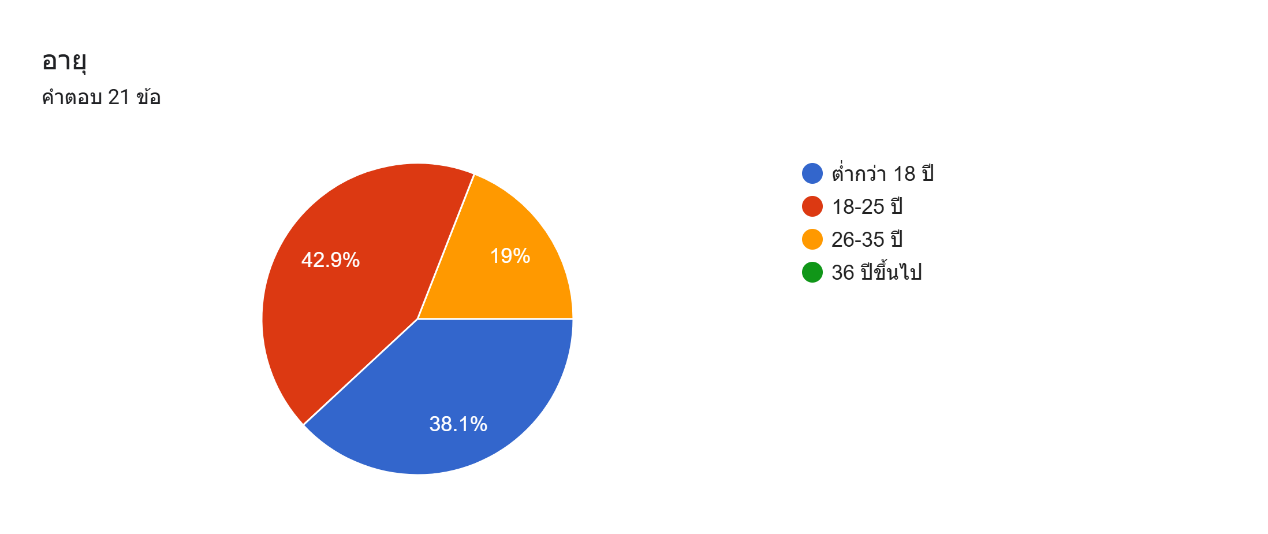 อายุ
คำตอบ 21 ข้อ
ต่ำกว่า 18 ปี
18-25 ปี
26-35 ปี
36 ปีขึ้นไป
42.9%
19%
38.1%